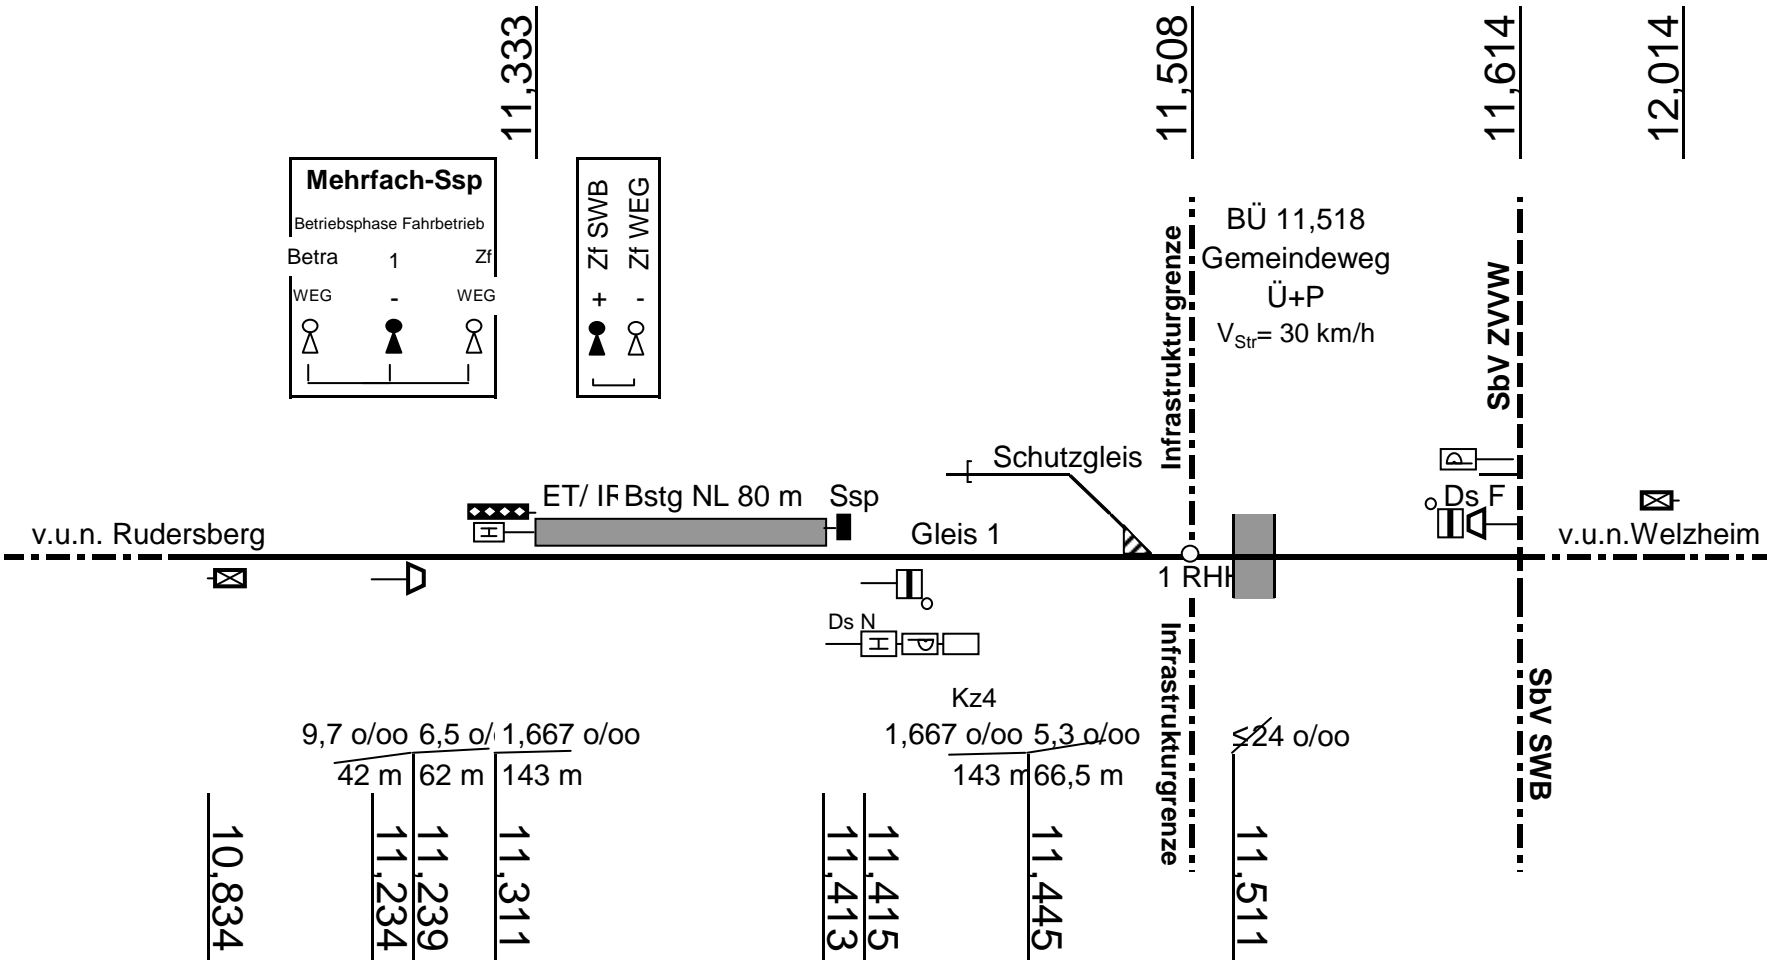 11,333
11,508
11,614
12,014
Mehrfach-Ssp
Betriebsphase Fahrbetrieb
Betra 1 Zf
WEG - WEG
+ Zf SWB
- Zf WEG
Infrastrukturgrenze
BÜ 11,518
Gemeindeweg
Ü+P
VStr= 30 km/h
SbV ZVVW
Schutzgleis
ET/ IF Bstg NL 80 m Ssp
Ds F
v.u.n. Rudersberg
Gleis 1
v.u.n.Welzheim
1 RHH
Ds N
H
H
Kz4
Infrastrukturgrenze
SbV SWB
9,7 o/oo 6,5 o/ 1,667 o/oo
42 m 62 m 143 m
1,667 o/oo 5,3 o/oo
143 m 66,5 m
≤24 o/oo
10,834
11,234
11,239
11,311
11,413
11,415
11,445
11,511